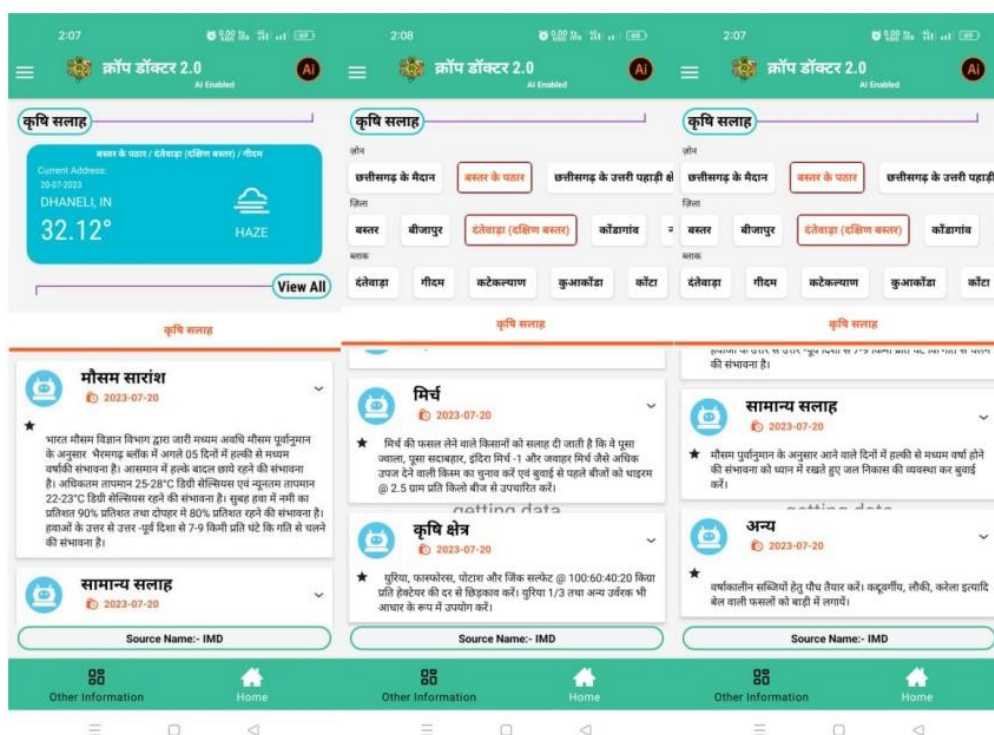 2:07
क्रॉप डॉक्टर 2.0
AI Enabled
Ai
कृषि सलाह
बस्तर के पठार / दंतेवाड़ा (दक्षिण बस्तर) / गीदम
Current Address:
20-07-2023
DHANELI, IN
32.12°
HAZE
View All
कृषि सलाह
मौसम सारांश
2023-07-20
भारत मौसम विज्ञान विभाग द्वारा जारी मध्यम अवधि मौसम पूर्वानुमान
के अनुसार भैरमगढ़ ब्लॉक में अगले 05 दिनों में हल्की से मध्यम
वर्षाकी संभावना है। आसमान में हल्के बादल छाये रहने की संभावना
है। अधिकतम तापमान 25-28°C डिग्री सेल्सियस एवं न्यूनतम तापमान
22-23°C डिग्री सेल्सियस रहने की संभावना है। सुबह हवा में नमी का
प्रतिशत 90% प्रतिशत तथा दोपहर मे 80% प्रतिशत रहने की संभावना है।
हवाओं के उत्तर से उत्तर -पूर्व दिशा से 7-9 किमी प्रति घंटे कि गति से चलने
की संभावना है।
सामान्य सलाह
2023-07-20
Source Name:- IMD
Other Information
Home
2:08
क्रॉप डॉक्टर 2.0
AI Enabled
Ai
कृषि सलाह
ज़ोन
छत्तीसगढ़ के मैदान बस्तर के पठार छत्तीसगढ़ के उत्तरी पहाड़ी क्षे
ज़िला
बस्तर बीजापुर दंतेवाड़ा (दक्षिण बस्तर) कोंडागांव
ब्लाक
दंतेवाड़ा गीदम कटेकल्याण कुआकोंडा कोंटा
कृषि सलाह
मिर्च
2023-07-20
मिर्च की फसल लेने वाले किसानों को सलाह दी जाती है कि वे पूसा
ज्वाला, पूसा सदाबहार, इंदिरा मिर्च -1 और जवाहर मिर्च जैसे अधिक
उपज देने वाली किस्म का चुनाव करें एवं बुवाई से पहले बीजों को थाइरम
@ 2.5 ग्राम प्रति किलो बीज से उपचारित
करें।
getting data
कृषि क्षेत्र
2023-07-20
युरिया, फास्फोरस, पोटाश और जिंक सल्फेट @ 100:60:40:20 किग्रा
प्रति हेक्टेयर की दर से छिड़काव करें। युरिया 1/3 तथा अन्य उर्वरक भी
आधार के रूप में उपयोग करें।
Source Name:- IMD
Other Information
Home
2:07
क्रॉप डॉक्टर 2.0
AI Enabled
Ai
कृषि सलाह
ज़ोन
छत्तीसगढ़ के मैदान बस्तर के पठार छत्तीसगढ़ के उत्तरी पहाड़ी
ज़िला
बस्तर बीजापुर दंतेवाड़ा (दक्षिण बस्तर) कोंडागांव
ब्लाक
दंतेवाड़ा गीदम कटेकल्याण कुआकोंडा कोंटा
कृषि सलाह
हवाओं के उत्तर से उत्तर -पूर्व दिशा से 7-9 किमी प्रति घंटे कि गति से चलने
की संभावना है।
सामान्य सलाह
2023-07-20
मौसम पुर्वानुमान के अनुसार आने वाले दिनों में हल्की से मध्यम वर्षा होने
की संभावना को ध्यान में रखते हुए जल निकास की व्यवस्था कर बुवाई
करें।
getting data
अन्य
2023-07-20
वर्षाकालीन सब्जियों हेतु पौध तैयार करें। कद्दूवर्गीय, लौकी, करेला इत्यादि
बेल वाली फसलों को बाड़ी में लगायें।
Source Name:- IMD
Other Information
Home